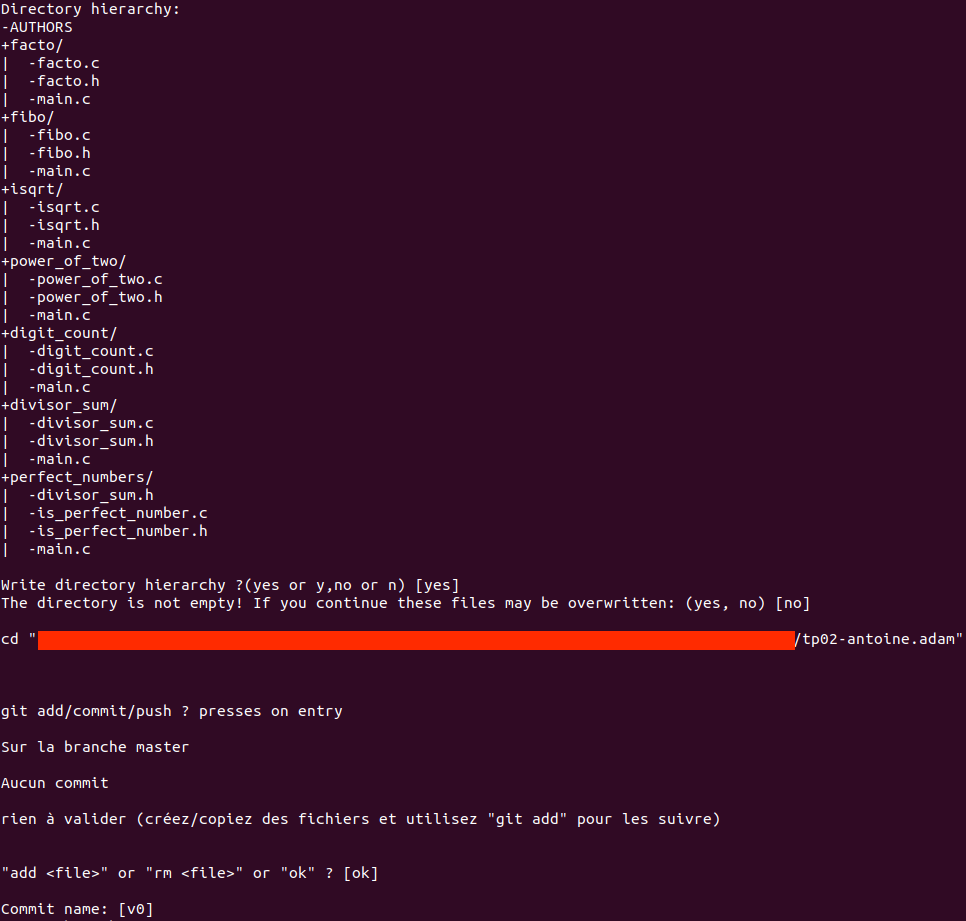 Directory hierarchy:
-AUTHORS
+facto/
|  -facto.c
|  -facto.h
|  -main.c
+fibo/
|  -fibo.c
|  -fibo.h
|  -main.c
+isqrt/
|  -isqrt.c
|  -isqrt.h
|  -main.c
+power_of_two/
|  -power_of_two.c
|  -power_of_two.h
|  -main.c
+digit_count/
|  -digit_count.c
|  -digit_count.h
|  -main.c
+divisor_sum/
|  -divisor_sum.c
|  -divisor_sum.h
|  -main.c
+perfect_numbers/
|  -divisor_sum.h
|  -is_perfect_number.c
|  -is_perfect_number.h
|  -main.c
Write directory hierarchy ?(yes or y,no or n) [yes]
The directory is not empty! If you continue these files may be overwritten: (yes, no) [no]
cd "/tp02-antoine.adam"
git add/commit/push ? presses on entry
Sur la branche master
Aucun commit
rien à valider (créez/copiez des fichiers et utilisez "git add" pour les suivre)
"add <file>" or "rm <file>" or "ok" ? [ok]
Commit name: [v0]